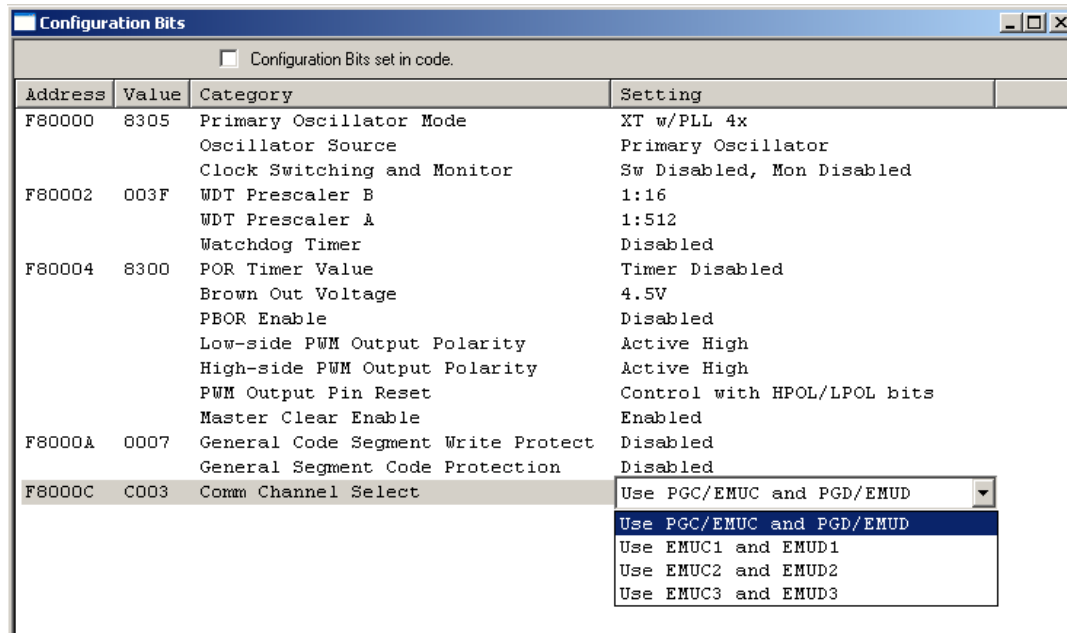 Configuration Bits
Configuration Bits set in code.
Address Value Category Setting
F80000 8305 Primary Oscillator Mode XT w/PLL 4x
Oscillator Source Primary Oscillator
Clock Switching and Monitor Sw Disabled, Mon Disabled
F80002 003F WDT Prescaler B 1:16
WDT Prescaler A 1:512
Watchdog Timer Disabled
F80004 8300 POR Timer Value Timer Disabled
Brown Out Voltage 4.5V
PBOR Enable Disabled
Low-side PWM Output Polarity Active High
High-side PWM Output Polarity Active High
PWM Output Pin Reset Control with HPOL/LPOL bits
Master Clear Enable Enabled
F8000A 0007 General Code Segment Write Protect Disabled
General Segment Code Protection Disabled
F8000C C003 Comm Channel Select Use PGC/EMUC and PGD/EMUD
Use PGC/EMUC and PGD/EMUD
Use EMUC1 and EMUD1
Use EMUC2 and EMUD2
Use EMUC3 and EMUD3